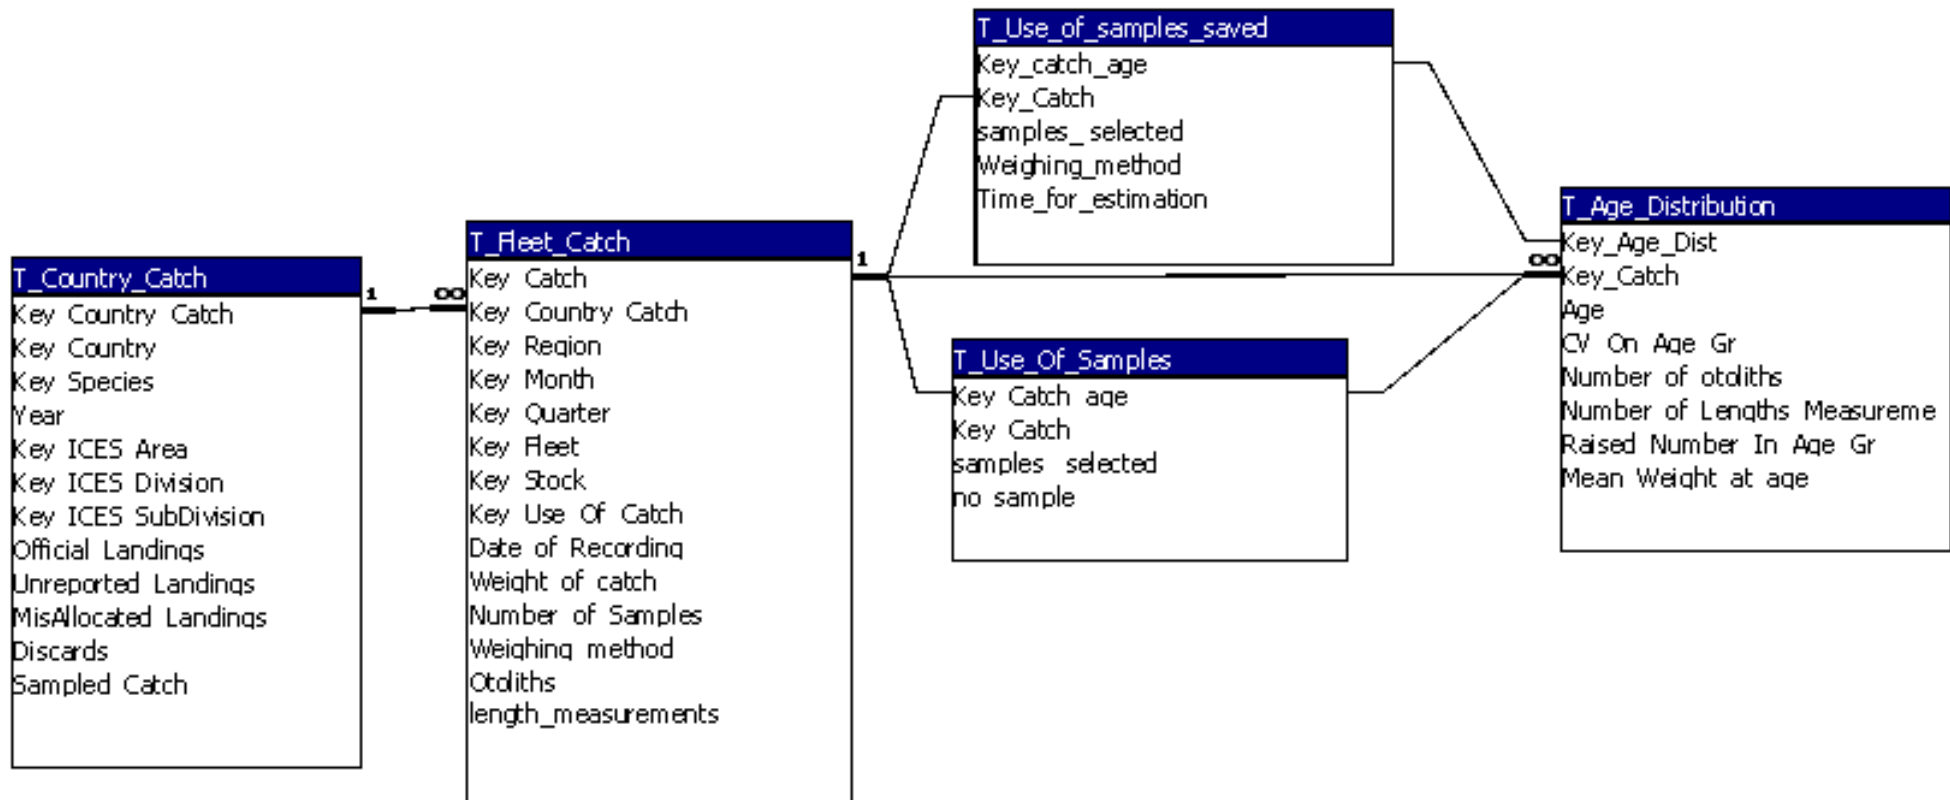 T_Country_Catch
Key Country Catch
Key Country
Key Species
Year
Key ICES Area
Key ICES Division
Key ICES SubDivision
Official Landings
Unreported Landings
MisAllocated Landings
Discards
Sampled Catch
1
∞
T_Fleet_Catch
Key Catch
Key Country Catch
Key Region
Key Month
Key Quarter
Key Fleet
Key Stock
Key Use Of Catch
Date of Recording
Weight of catch
Number of Samples
Weighing method
Otoliths
length_measurements
1
∞
T_Use_of_samples_saved
Key_catch_age
Key_Catch
samples_selected
Weighing_method
Time_for_estimation
T_Use_Of_Samples
Key Catch age
Key Catch
samples selected
no sample
T_Age_Distribution
Key_Age_Dist
Key_Catch
Age
CV On Age Gr
Number of otoliths
Number of Lengths Measureme
Raised Number In Age Gr
Mean Weight at age